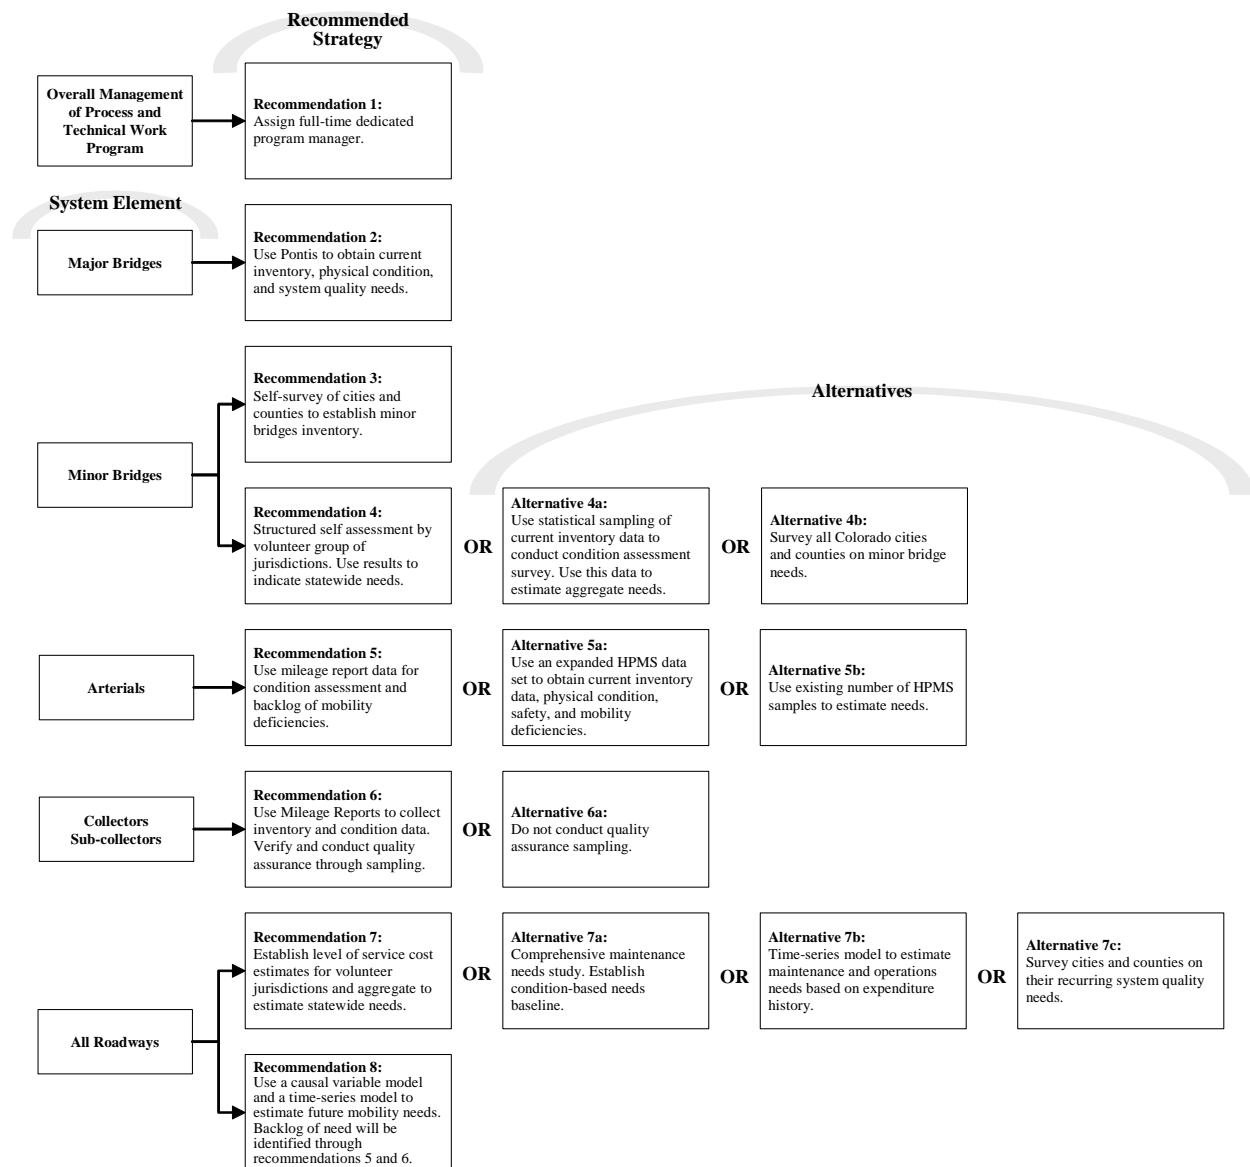 Recommended
Strategy
Overall Management
of Process and
Technical Work
Program
Recommendation 1:
Assign full-time dedicated
program manager.
System Element
Major Bridges
Recommendation 2:
Use Pontis to obtain current
inventory, physical condition,
and system quality needs.
Alternatives
Minor Bridges
Recommendation 3:
Self-survey of cities and
counties to establish minor
bridges inventory.
Recommendation 4:
Structured self assessment by
volunteer group of
jurisdictions. Use results to
indicate statewide needs.
OR
Alternative 4a:
Use statistical sampling of
current inventory data to
conduct condition assessment
survey. Use this data to
estimate aggregate needs.
OR
Alternative 4b:
Survey all Colorado cities
and counties on minor bridge
needs.
Arterials
Recommendation 5:
Use mileage report data for
condition assessment and
backlog of mobility
deficiencies.
OR
Alternative 5a:
Use an expanded HPMS data
set to obtain current inventory
data, physical condition,
safety, and mobility
deficiencies.
OR
Alternative 5b:
Use existing number of HPMS
samples to estimate needs.
Collectors
Sub-collectors
Recommendation 6:
Use Mileage Reports to collect
inventory and condition data.
Verify and conduct quality
assurance through sampling.
OR
Alternative 6a:
Do not conduct quality
assurance sampling.
All Roadways
Recommendation 7:
Establish level of service cost
estimates for volunteer
jurisdictions and aggregate to
estimate statewide needs.
OR
Alternative 7a:
Comprehensive maintenance
needs study. Establish
condition-based needs
baseline.
OR
Alternative 7b:
Time-series model to estimate
maintenance and operations
needs based on expenditure
history.
OR
Alternative 7c:
Survey cities and counties on
their recurring system quality
needs.
Recommendation 8:
Use a causal variable model
and a time-series model to
estimate future mobility needs.
Backlog of need will be
identified through
recommendations 5 and 6.